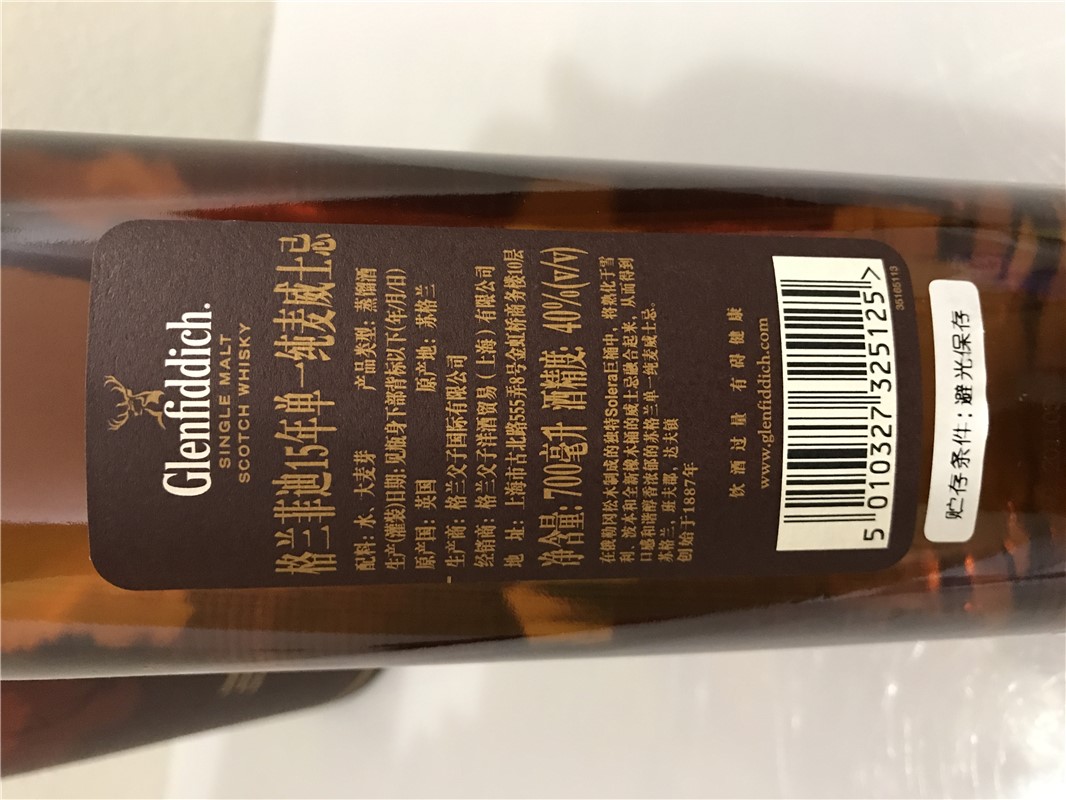 Glenfiddich.
SINGLE MALT
SCOTCH WHISKY
格兰菲迪15年单一纯麦威士忌
配料: 水、大麦芽 产品类型: 蒸馏酒
生产(灌装)日期: 见瓶身下部背标以下(年/月/日)
原产国: 英国 原产地: 苏格兰
生产商: 格兰父子国际有限公司
经销商: 格兰父子洋酒贸易(上海)有限公司
地 址: 上海市古北路555弄8号金虹桥商务楼10层
净含量: 700毫升 酒精度: 40%(v/v)
在俄勒冈松木制成的独特Solera巨桶中, 将熟化于雪
利、波本和全新橡木桶的威士忌融合起来, 从而得到
口感和谐醇香浓郁的苏格兰单一纯麦威士忌。
苏格兰, 班夫郡, 达夫镇
创始于1887年
饮酒过量 有碍健康
www.glenfiddich.com
5 010327 325125 >
贮存条件: 避光保存